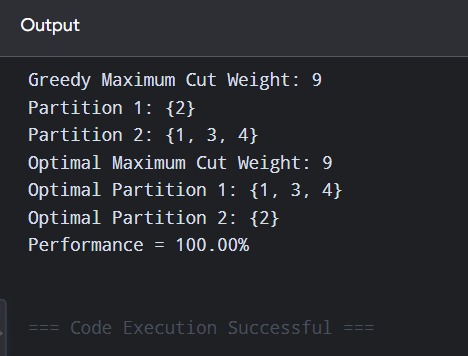 Output
Greedy Maximum Cut Weight: 9
Partition 1: {2}
Partition 2: {1, 3, 4}
Optimal Maximum Cut Weight: 9
Optimal Partition 1: {1, 3, 4}
Optimal Partition 2: {2}
Performance = 100.00%
=== Code Execution Successful ===